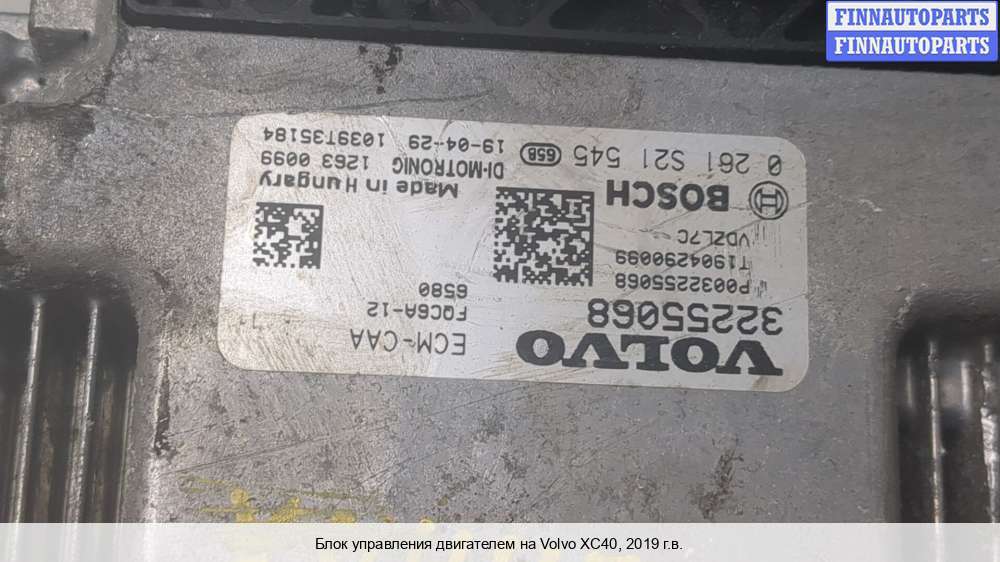 FINNAUTOPARTS
FINNAUTOPARTS
VOLVO
32255068
P0032255068
T1904290099
VDZL7C
BOSCH
0 261 S21 545 65B
ECM-CAA
FQC6A-12
6580
Made in Hungary
DI-MOTRONIC 1263 0099
19-04-29 1039T35184
Блок управления двигателем на Volvo XC40, 2019 г.в.